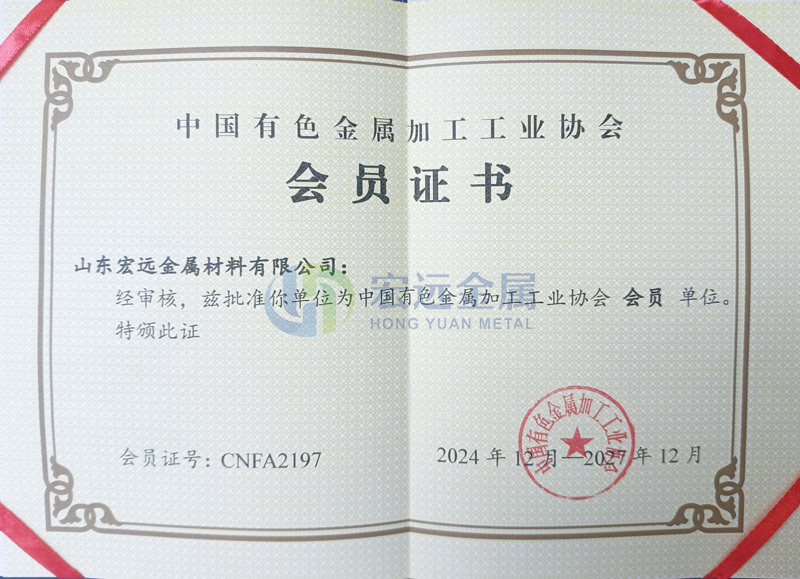 中国有色金属加工工业协会
会员证书
山东宏远金属材料有限公司：
经审核，兹批准你单位为中国有色金属加工工业协会 会员 单位。
特颁此证
宏远金属
HONG YUAN METAL
会员证号：CNFA2197
2024 年 12 月—2027 年 12 月
中国有色金属加工工业协会